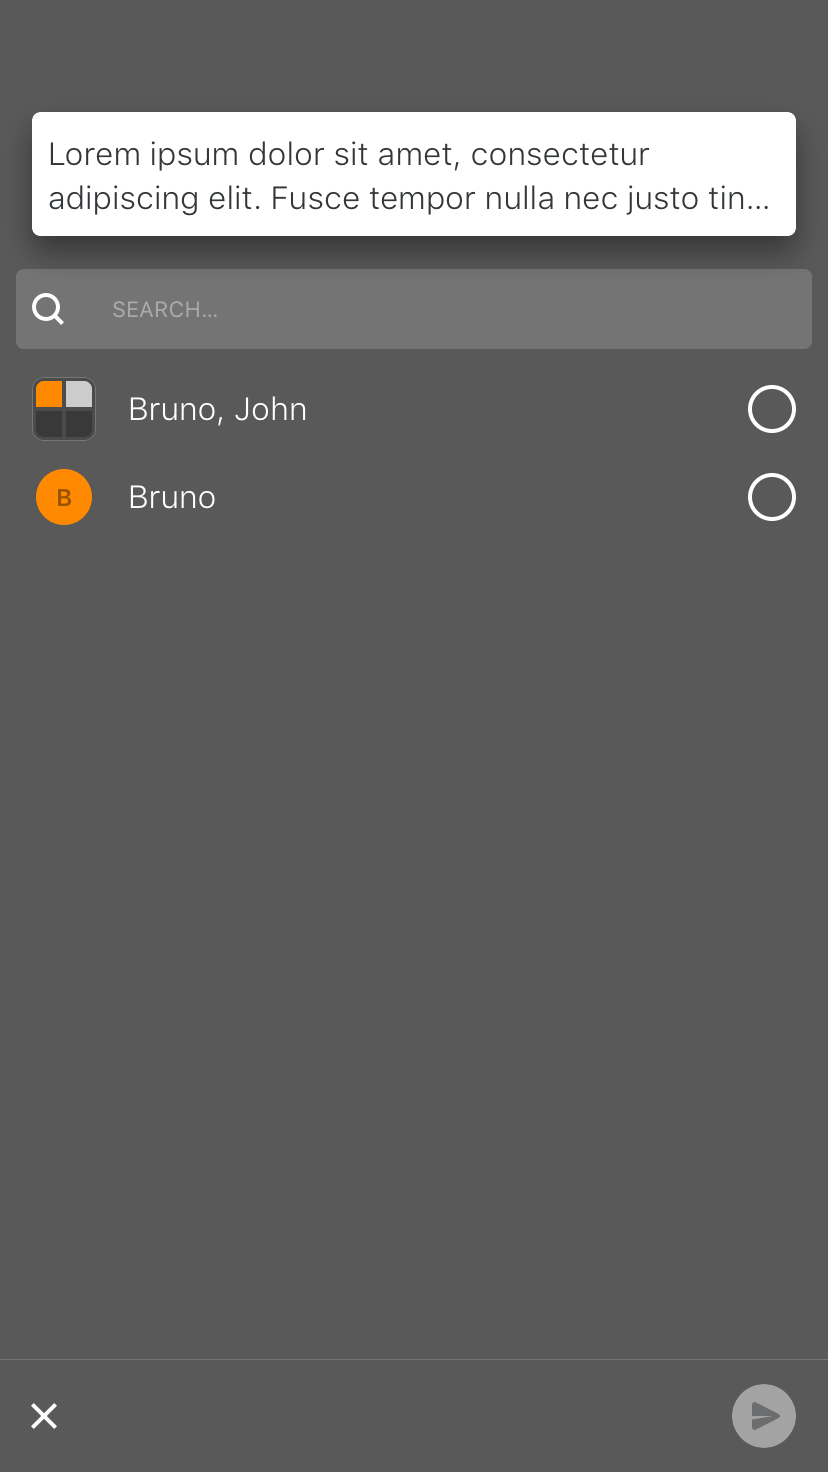 Lorem ipsum dolor sit amet, consectetur
adipiscing elit. Fusce tempor nulla nec justo tin...
SEARCH...
Bruno, John
B
Bruno